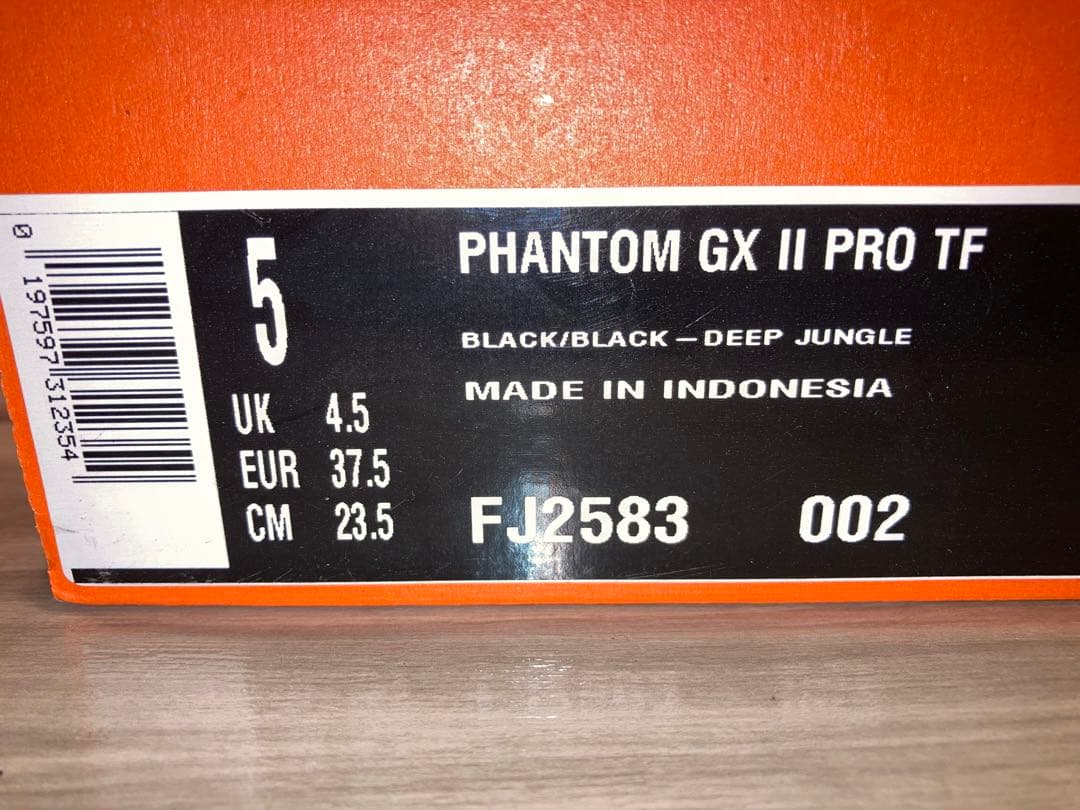 0 197597 312354
5
UK 4.5
EUR 37.5
CM 23.5
PHANTOM GX II PRO TF
BLACK/BLACK – DEEP JUNGLE
MADE IN INDONESIA
FJ2583 002